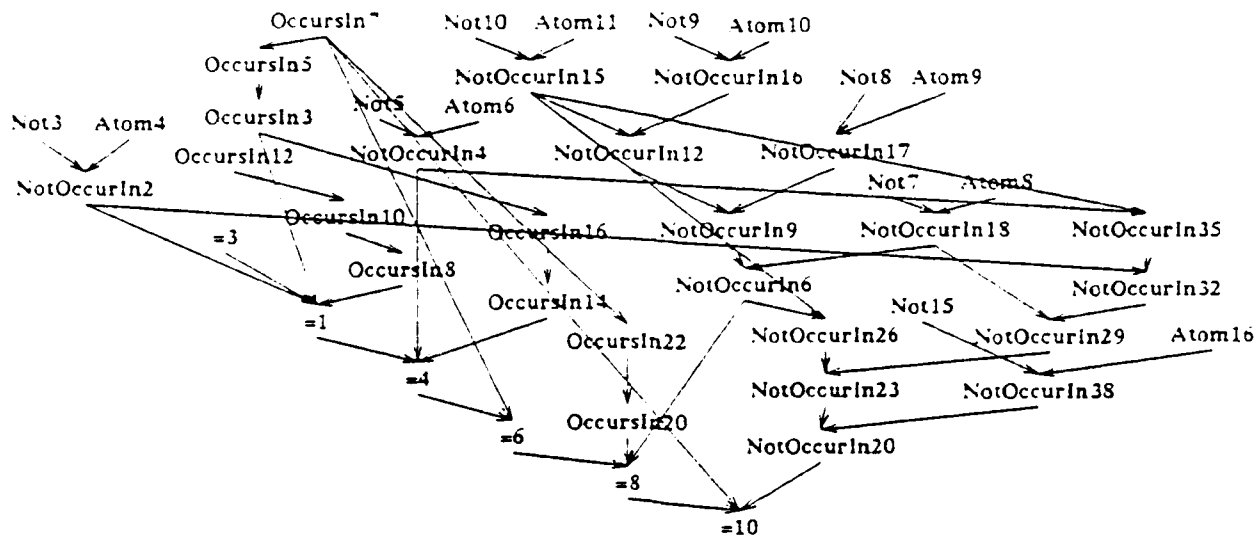 OccursIn7 Not10 Atom11 Not9 Atom10
OccursIn5 NotOccurIn15 NotOccurIn16 Not8 Atom9
Not3 Atom4 OccursIn3 Not5 Atom6
OccursIn12 NotOccurIn4 NotOccurIn12 NotOccurIn17
NotOccurIn2 Not7 Atom8
=3 OccursIn10 OccursIn16 NotOccurIn9 NotOccurIn18 NotOccurIn35
OccursIn8 NotOccurIn6 NotOccurIn32
=1 OccursIn14 Not15
OccursIn22 NotOccurIn26 NotOccurIn29 Atom16
=4 NotOccurIn23 NotOccurIn38
=6 OccursIn20 NotOccurIn20
=8
=10